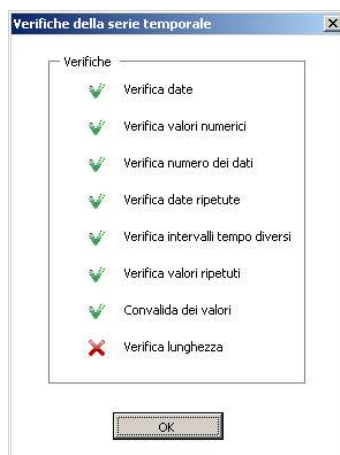 Verifiche della serie temporale
Verifiche
Verifica date
Verifica valori numerici
Verifica numero dei dati
Verifica date ripetute
Verifica intervalli tempo diversi
Verifica valori ripetuti
Convalida dei valori
Verifica lunghezza
OK